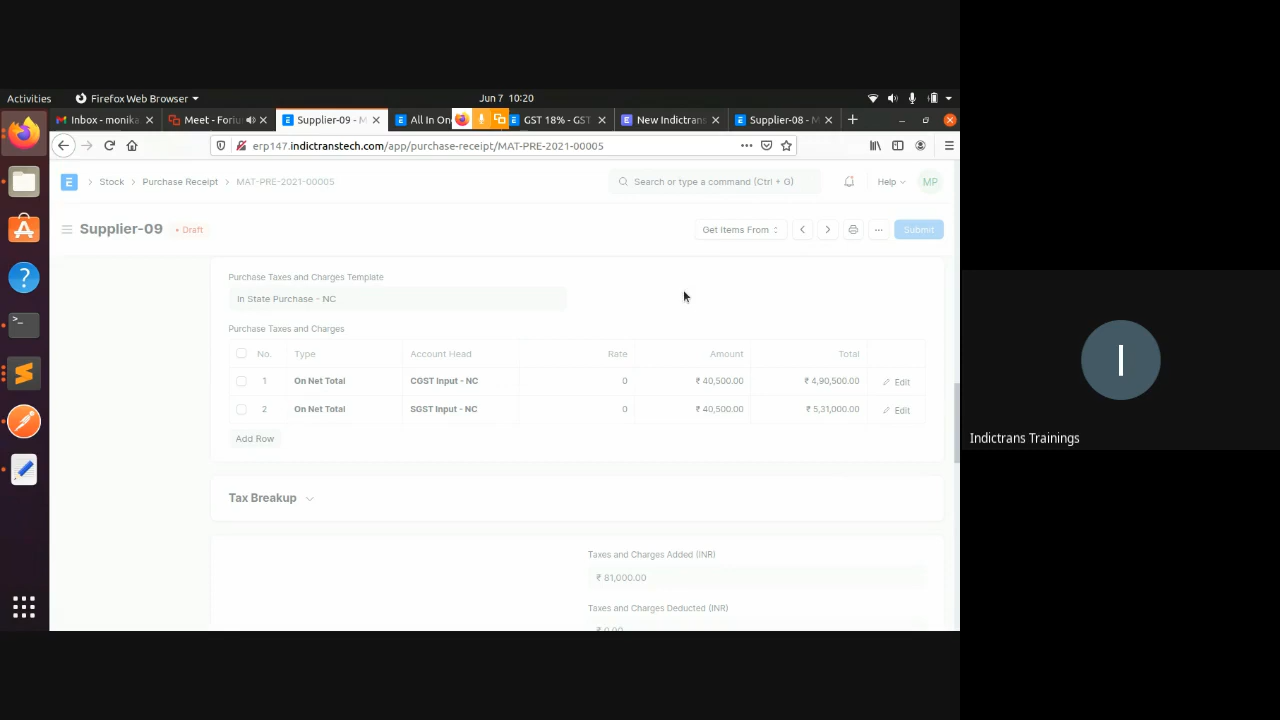 Activities
Firefox Web Browser
Jun 7 10:20
Inbox - monika
Meet - Foriu
Supplier-09 - M
All In On
GST 18% - GST
New Indictrans
Supplier-08 - M
erp147.indictranstech.com/app/purchase-receipt/MAT-PRE-2021-00005
E
Stock
Purchase Receipt
MAT-PRE-2021-00005
Search or type a command (Ctrl + G)
Help
MP
Supplier-09
Draft
Get Items From
Submit
Purchase Taxes and Charges Template
In State Purchase - NC
Purchase Taxes and Charges
No. Type Account Head Rate Amount Total
1 On Net Total CGST Input - NC 0 ₹ 40,500.00 ₹ 4,90,500.00 Edit
2 On Net Total SGST Input - NC 0 ₹ 40,500.00 ₹ 5,31,000.00 Edit
Add Row
Tax Breakup
Taxes and Charges Added (INR)
₹ 81,000.00
Taxes and Charges Deducted (INR)
₹ 0.00
I
Indictrans Trainings